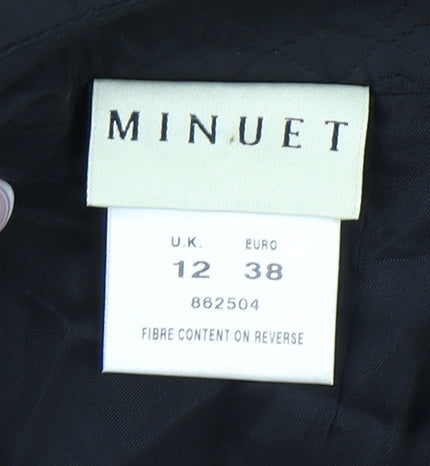 MINUET
U.K. EURO
12 38
862504
FIBRE CONTENT ON REVERSE